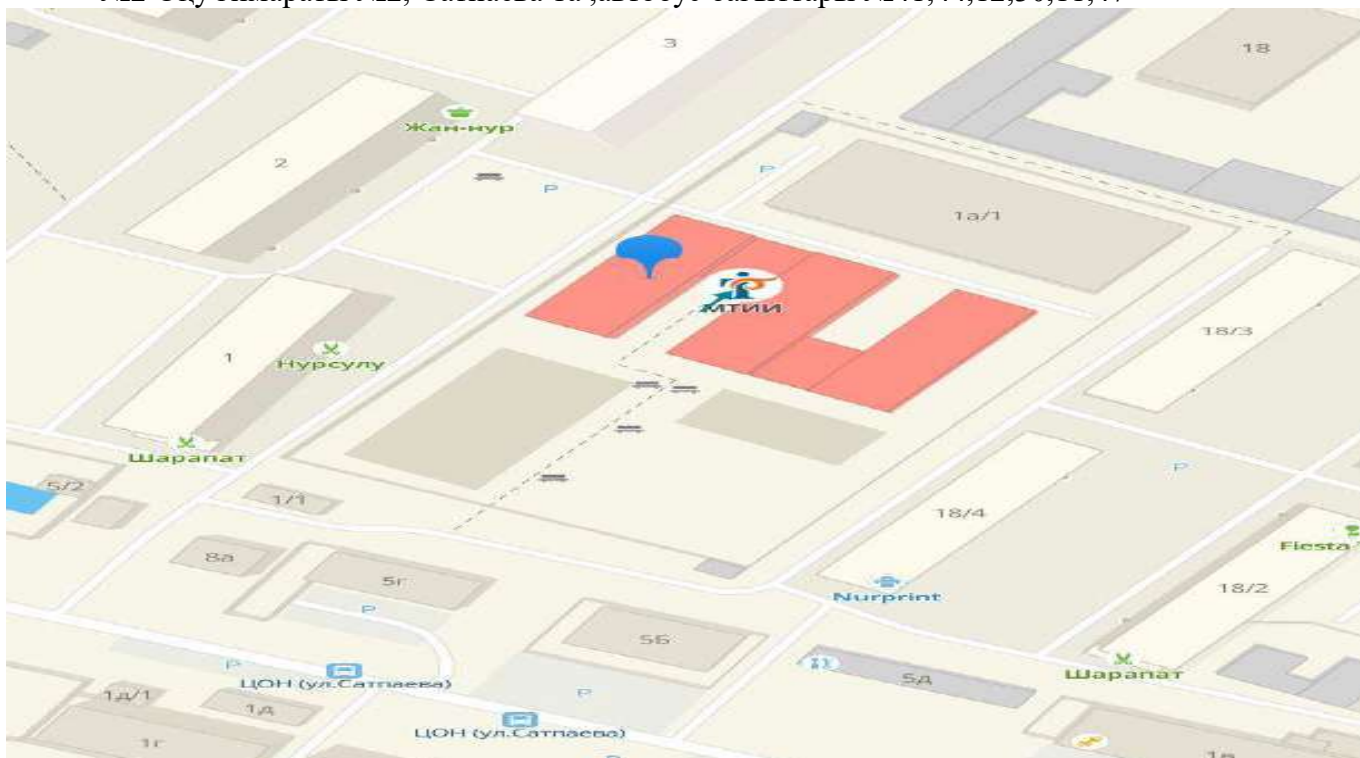 3
18
Жан-нур
2
P
P
1а/1
МТИИ
18/3
1
Нурсулу
Шарапат
P
5/2
1/1
18/4
Fiesta
8а
5г
Nurprint
18/2
P
5Б
Шарапат
P
ЦОН (ул.Сатпаева)
5д
1д/1
1д
P
ЦОН (ул.Сатпаева)
1г